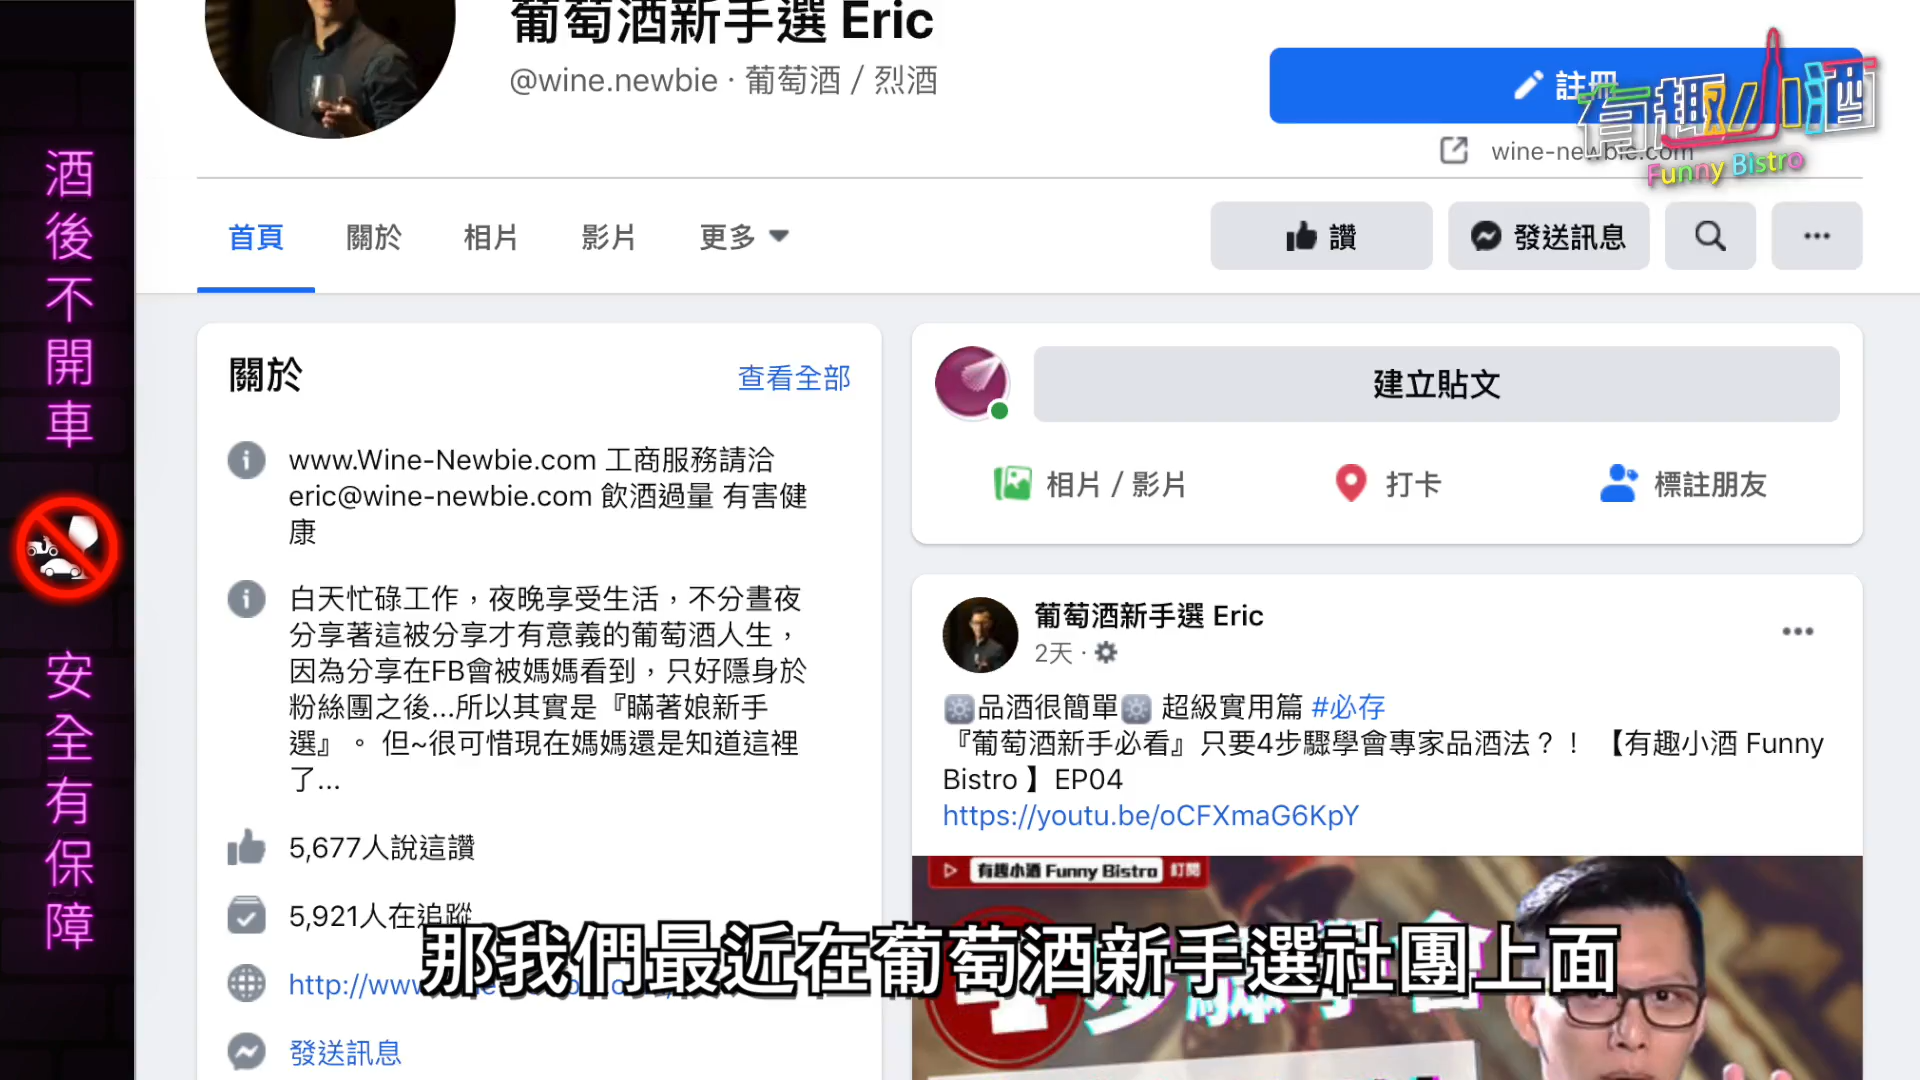 酒後不開車
安全有保障
葡萄酒新手選 Eric
@wine.newbie · 葡萄酒 / 烈酒
註冊
wine-newbie.com
有趣小酒
Funny Bistro
首頁
關於
相片
影片
更多
讚
發送訊息
關於
查看全部
www.Wine-Newbie.com 工商服務請洽
eric@wine-newbie.com 飲酒過量 有害健
康
白天忙碌工作，夜晚享受生活，不分晝夜
分享著這被分享才有意義的葡萄酒人生，
因為分享在FB會被媽媽看到，只好隱身於
粉絲團之後...所以其實是『瞞著娘新手
選』。 但~很可惜現在媽媽還是知道這裡
了...
5,677人說這讚
5,921人在追蹤
發送訊息
建立貼文
相片 / 影片
打卡
標註朋友
葡萄酒新手選 Eric
2天 ·
品酒很簡單 超級實用篇 #必存
『葡萄酒新手必看』只要4步驟學會專家品酒法？！ 【有趣小酒 Funny
Bistro 】EP04
https://youtu.be/oCFXmaG6KpY
有趣小酒 Funny Bistro 訂閱
那我們最近在葡萄酒新手選社團上面